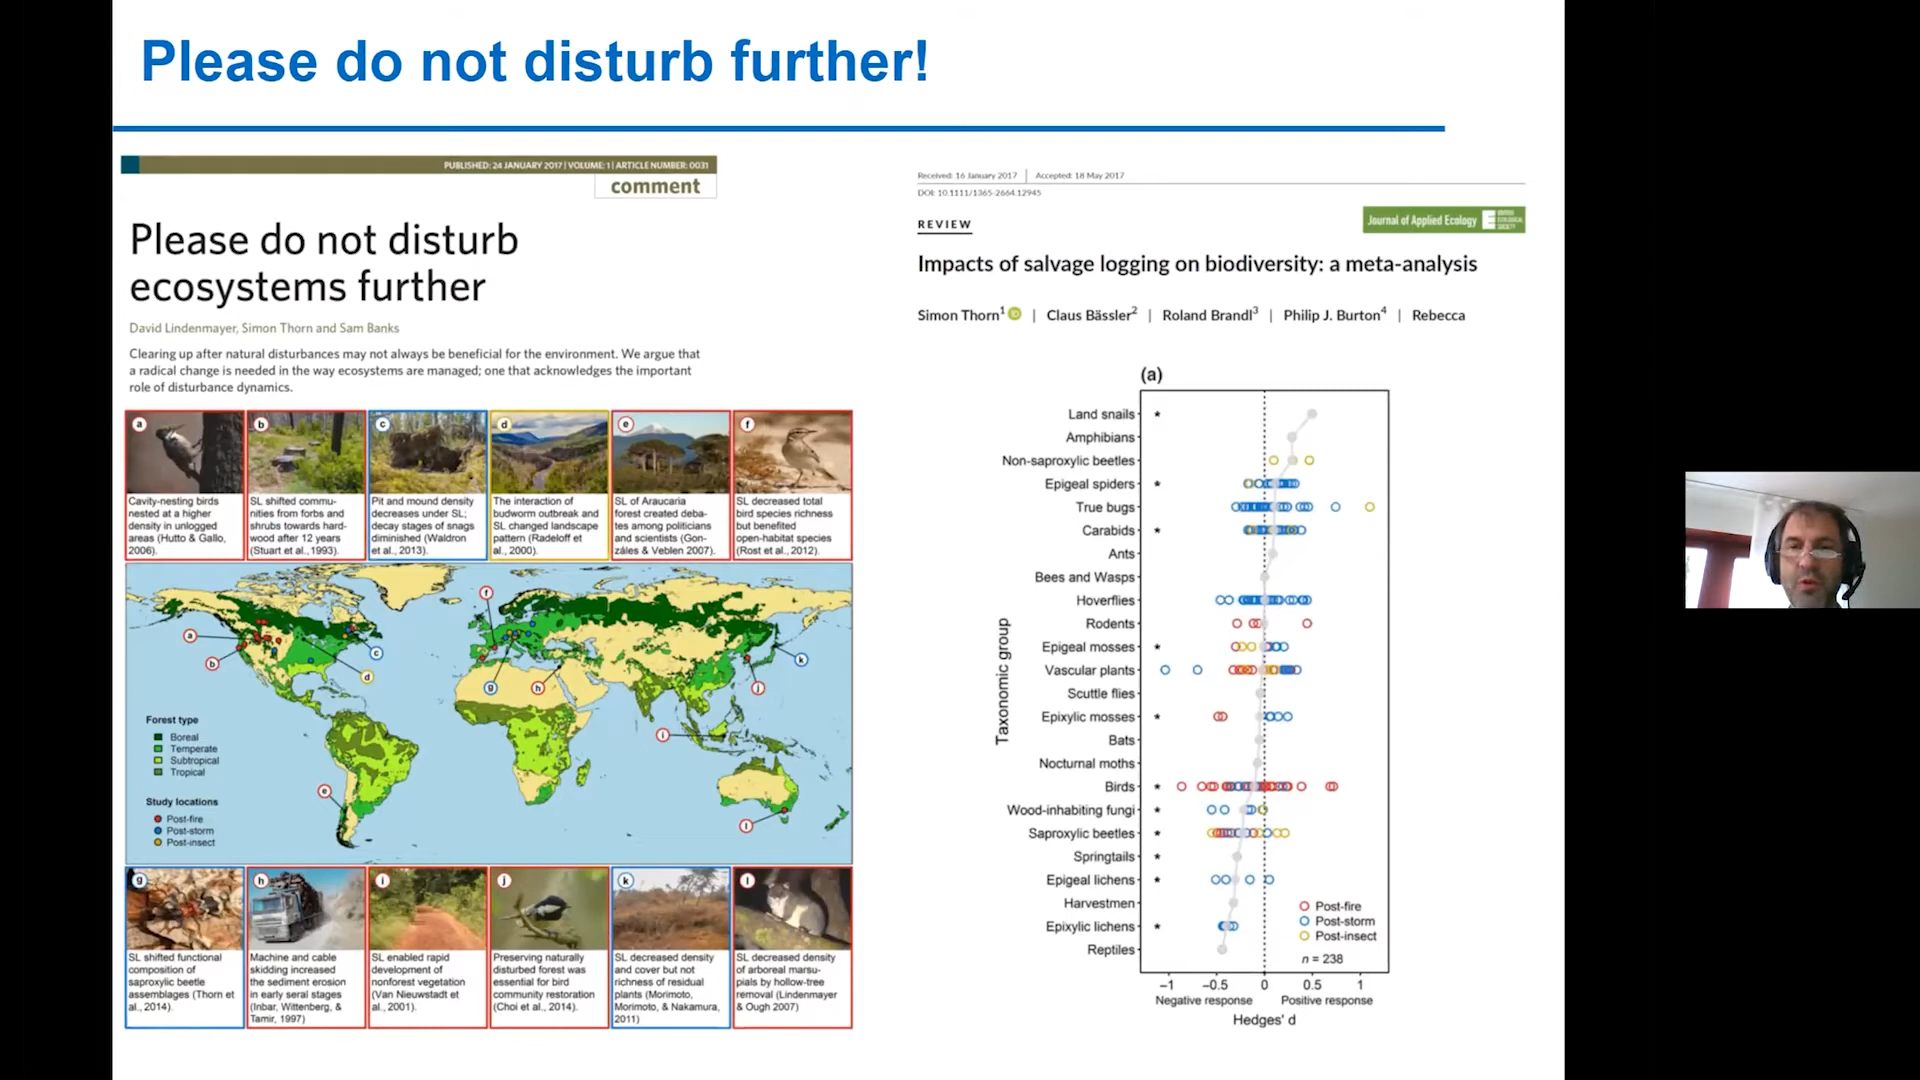 Please do not disturb further!
PUBLISHED: 24 JANUARY 2017 | VOLUME: 1 | ARTICLE NUMBER: 0031
comment
Please do not disturb
ecosystems further
David Lindenmayer, Simon Thorn and Sam Banks
Clearing up after natural disturbances may not always be beneficial for the environment. We argue that
a radical change is needed in the way ecosystems are managed; one that acknowledges the important
role of disturbance dynamics.
a
Cavity-nesting birds
nested at a higher
density in unlogged
areas (Hutto & Gallo,
2006).
b
SL shifted commu-
nities from forbs and
shrubs towards hard-
wood after 12 years
(Stuart et al., 1993).
c
Pit and mound density
decreases under SL;
decay stages of snags
diminished (Waldron
et al., 2013).
d
The interaction of
budworm outbreak and
SL changed landscape
pattern (Radeloff et
al., 2000).
e
SL of Araucaria
forest created deba-
tes among politicians
and scientists (Gon-
záles & Veblen 2007).
f
SL decreased total
bird species richness
but benefited
open-habitat species
(Rost et al., 2012).
f
a
b
c
d
g
h
k
j
i
e
l
Forest type
Boreal
Temperate
Subtropical
Tropical
Study locations
Post-fire
Post-storm
Post-insect
g
SL shifted functional
composition of
saproxylic beetle
assemblages (Thorn et
al., 2014).
h
Machine and cable
skidding increased
the sediment erosion
in early seral stages
(Inbar, Wittenberg, &
Tamir, 1997)
i
SL enabled rapid
development of
nonforest vegetation
(Van Nieuwstadt et
al., 2001).
j
Preserving naturally
disturbed forest was
essential for bird
community restoration
(Choi et al., 2014).
k
SL decreased density
and cover but not
richness of residual
plants (Morimoto,
Morimoto, & Nakamura,
2011)
l
SL decreased density
of arboreal marsu-
pials by hollow-tree
removal (Lindenmayer
& Ough 2007)
Received: 16 January 2017 | Accepted: 18 May 2017
DOI: 10.1111/1365-2664.12945
REVIEW
Journal of Applied Ecology
BRITISH ECOLOGICAL SOCIETY
Impacts of salvage logging on biodiversity: a meta-analysis
Simon Thorn1 | Claus Bässler2 | Roland Brandl3 | Philip J. Burton4 | Rebecca
(a)
Taxonomic group
Land snails *
Amphibians
Non-saproxylic beetles
Epigeal spiders *
True bugs
Carabids *
Ants
Bees and Wasps
Hoverflies
Rodents
Epigeal mosses *
Vascular plants
Scuttle flies
Epixylic mosses *
Bats
Nocturnal moths
Birds *
Wood-inhabiting fungi *
Saproxylic beetles *
Springtails *
Epigeal lichens *
Harvestmen
Epixylic lichens *
Reptiles
Post-fire
Post-storm
Post-insect
n = 238
−1 −0.5 0 0.5 1
Negative response Positive response
Hedges' d